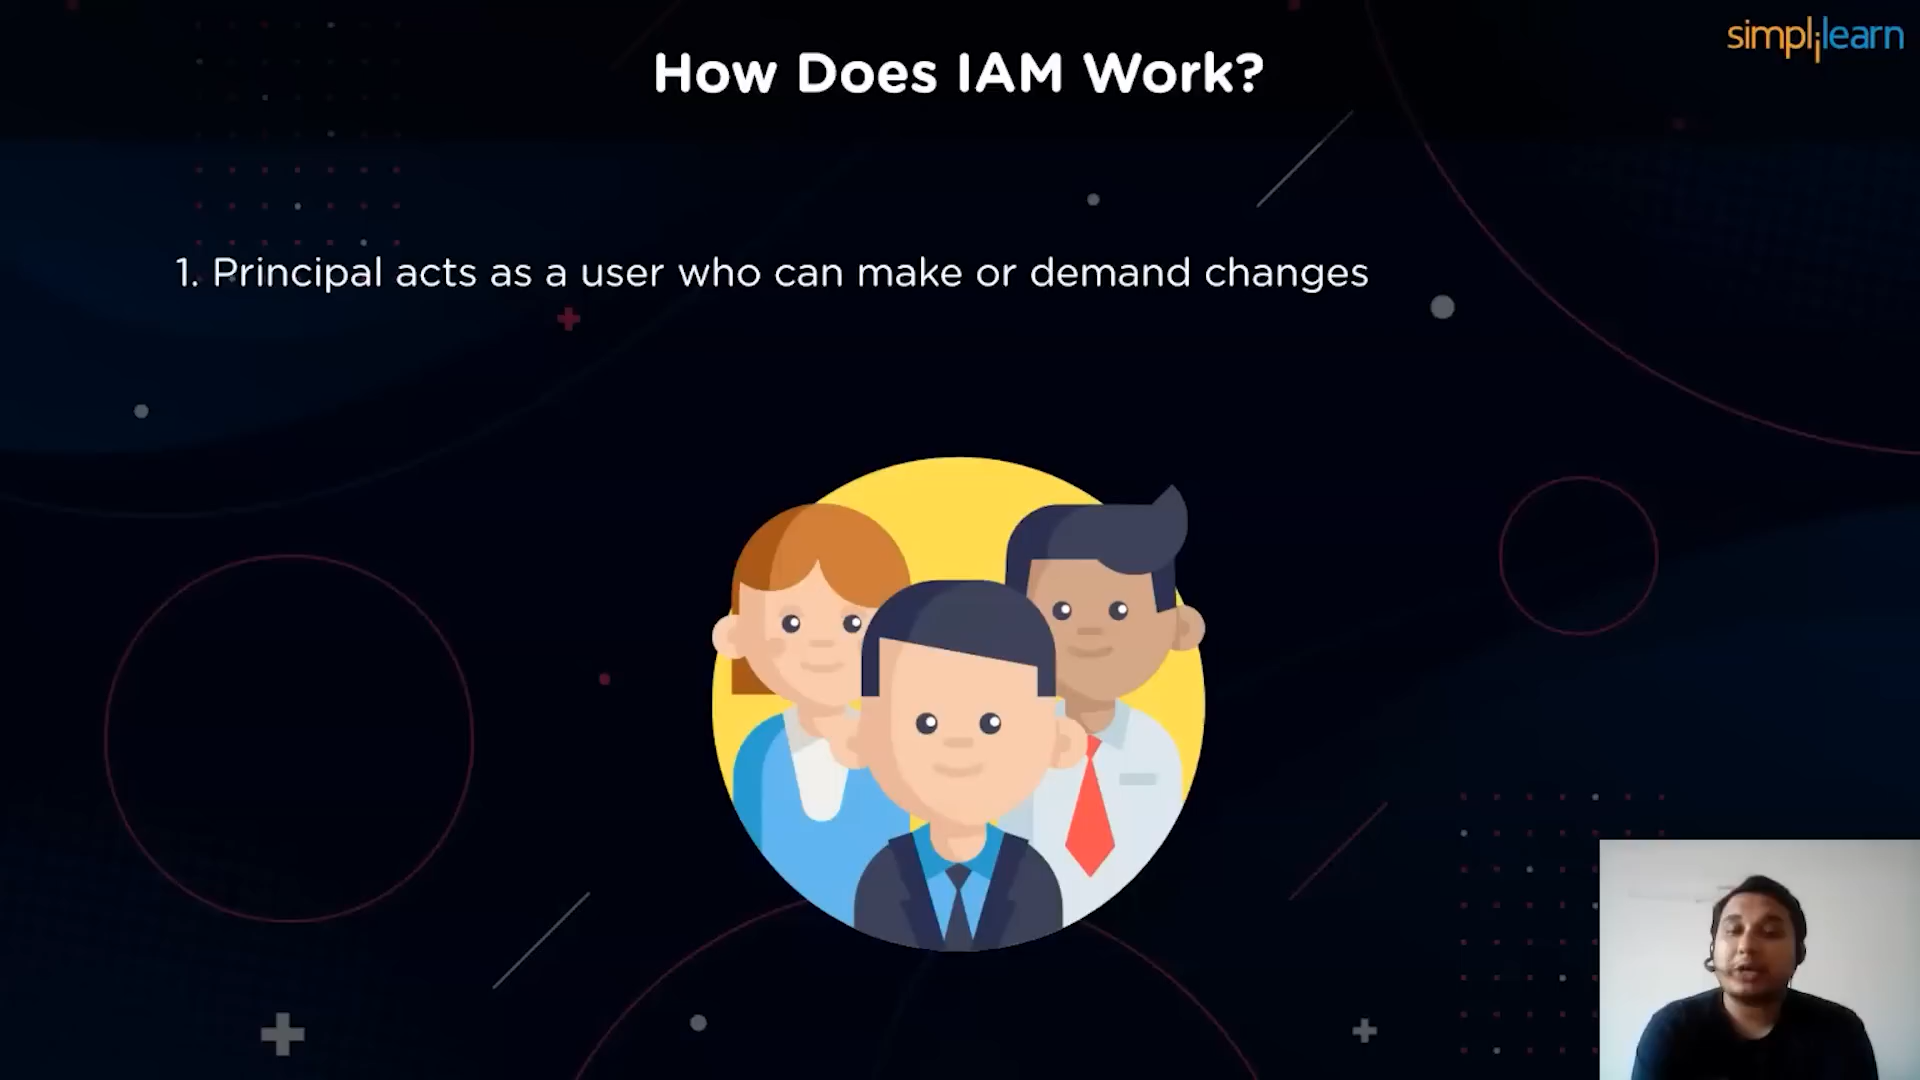 simplilearn
How Does IAM Work?
1. Principal acts as a user who can make or demand changes